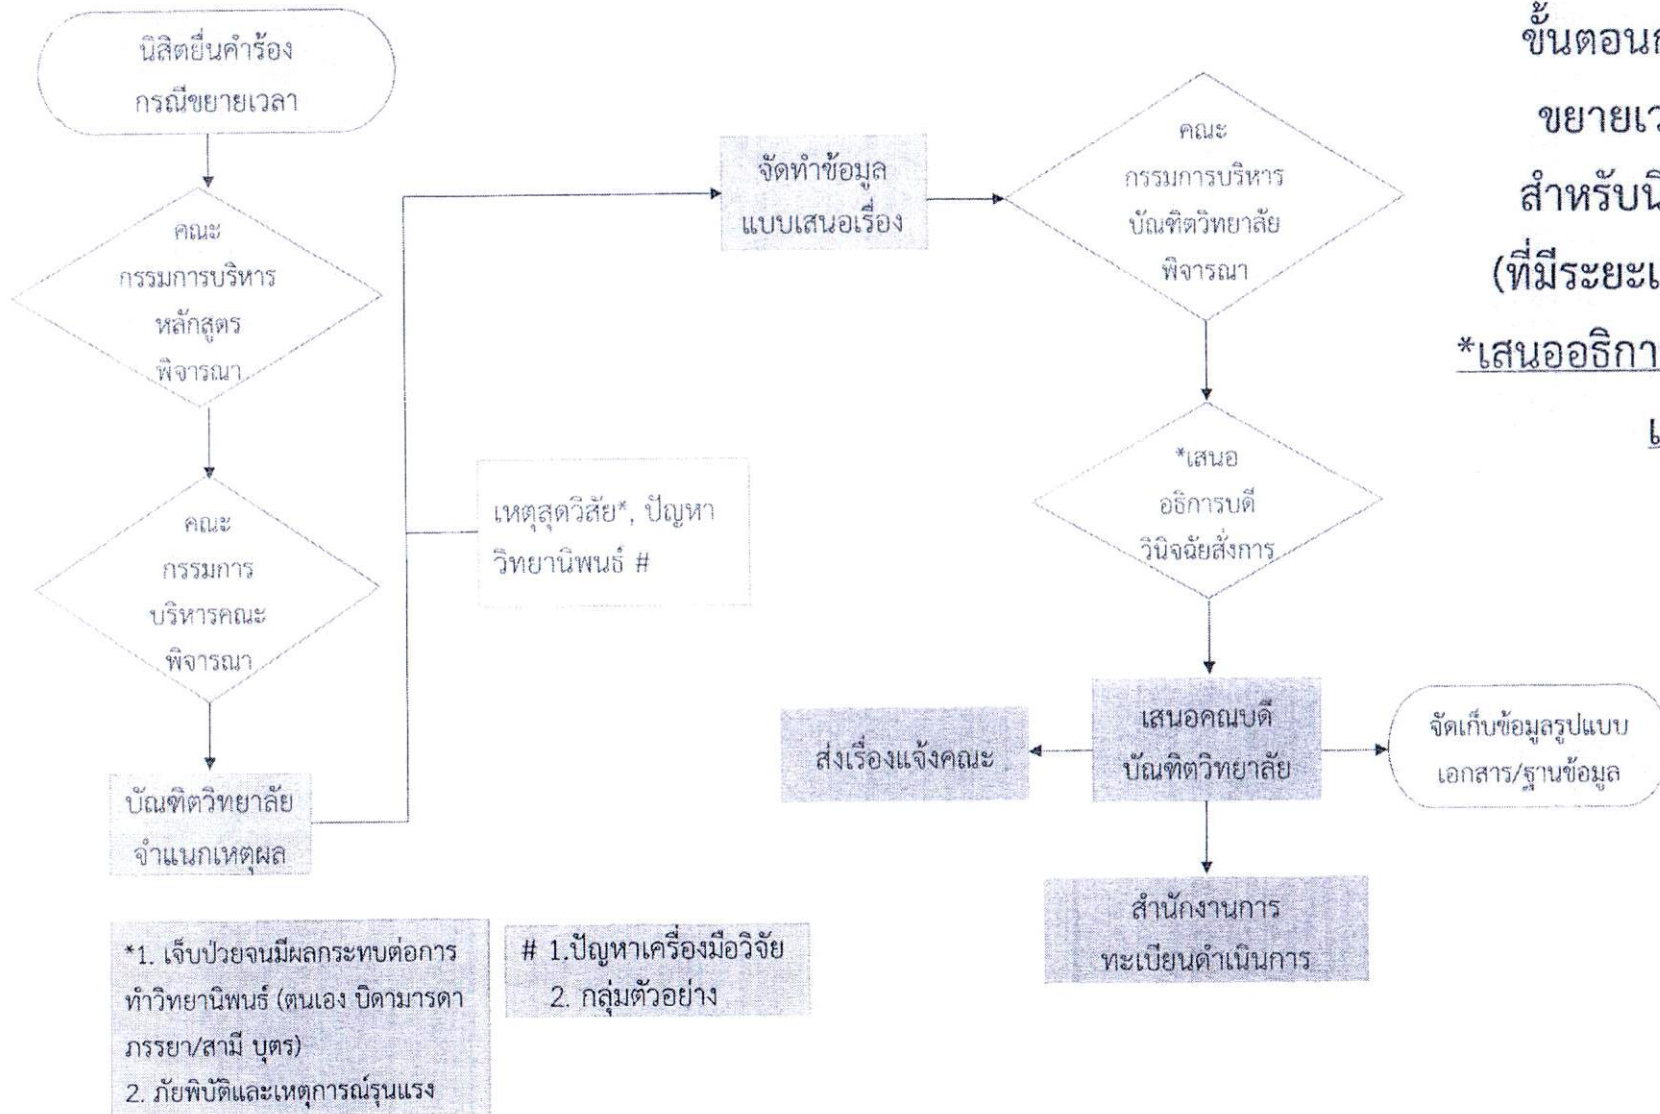 นิสิตยื่นคำร้อง
กรณีขยายเวลา
คณะ
กรรมการบริหาร
หลักสูตร
พิจารณา
คณะ
กรรมการ
บริหารคณะ
พิจารณา
บัณฑิตวิทยาลัย
จำแนกเหตุผล
เหตุสุดวิสัย*, ปัญหา
วิทยานิพนธ์ #
จัดทำข้อมูล
แบบเสนอเรื่อง
คณะ
กรรมการบริหาร
บัณฑิตวิทยาลัย
พิจารณา
*เสนอ
อธิการบดี
วินิจฉัยสั่งการ
เสนอคณบดี
บัณฑิตวิทยาลัย
ส่งเรื่องแจ้งคณะ
จัดเก็บข้อมูลรูปแบบ
เอกสาร/ฐานข้อมูล
สำนักงานการ
ทะเบียนดำเนินการ
*1. เจ็บป่วยจนมีผลกระทบต่อการ
ทำวิทยานิพนธ์ (ตนเอง บิดามารดา
ภรรยา/สามี บุตร)
2. ภัยพิบัติและเหตุการณ์รุนแรง
# 1.ปัญหาเครื่องมือวิจัย
2. กลุ่มตัวอย่าง
ขั้นตอน
ขยายเว
สำหรับนิ
(ที่มีระยะเ
*เสนออธิกา